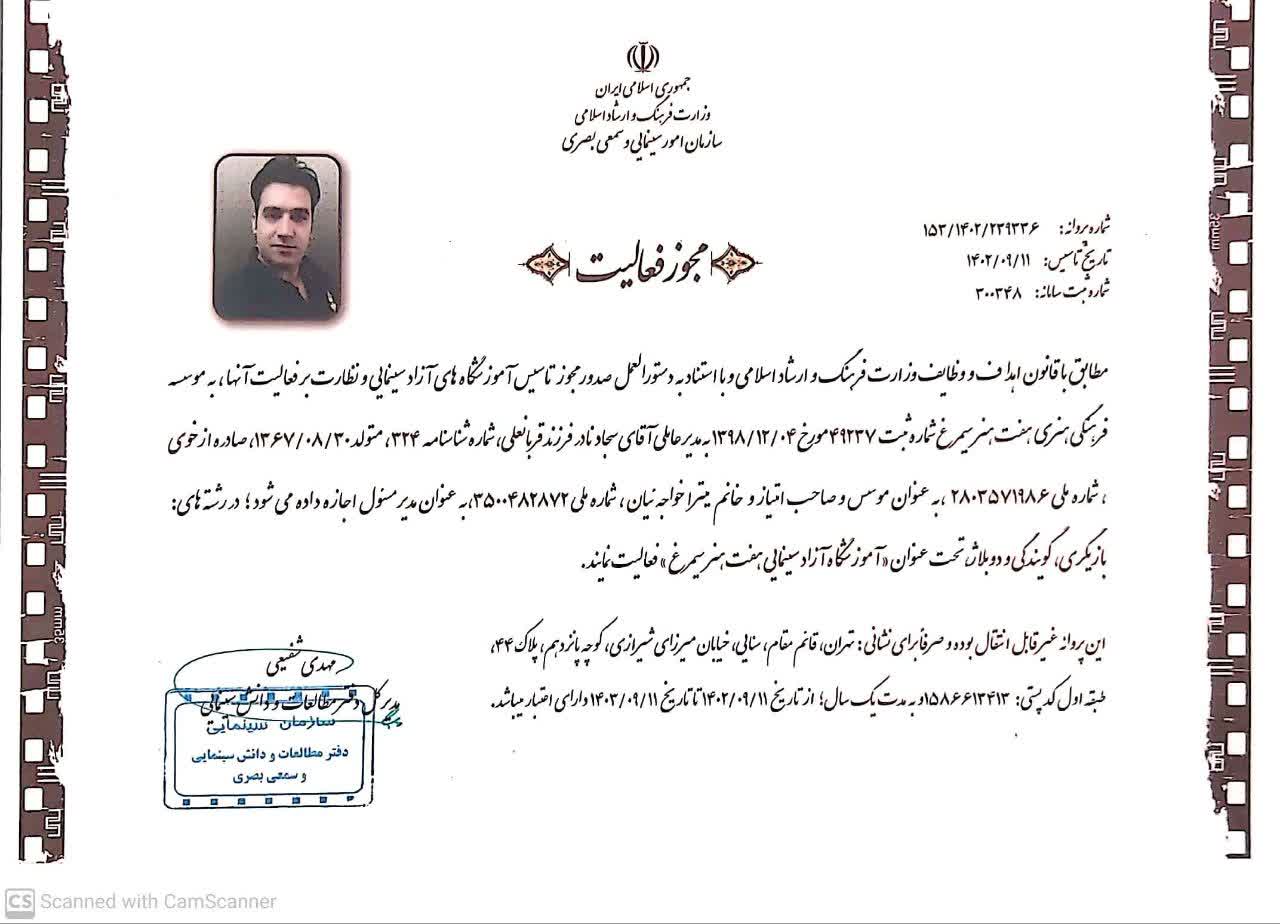 جمهوری اسلامی ایران
وزارت فرهنگ و ارشاد اسلامی
سازمان امور سینمایی و سمعی بصری
شماره پروانه: ۱۵۳/۱۴۰۲/۲۳۹۳۳۶
تاریخ تاسیس: ۱۴۰۲/۰۹/۱۱
شماره ثبت سامانه: ۳۰۰۳۴۸
مجوز فعالیت
مطابق با قانون اهداف و وظایف وزارت فرهنگ و ارشاد اسلامی و با استناد به دستورالعمل صدور مجوز تاسیس آموزشگاه های آزاد سینمایی و نظارت بر فعالیت آنها، به موسسه
فرهنگی هنری هفت هنر سیمرغ شماره ثبت ۴۹۲۳۷ مورخ ۱۳۹۸/۱۲/۰۴ به مدیرعاملی آقای سجاد نادر فرزند قربانعلی، شماره شناسنامه ۳۲۴، متولد ۱۳۶۷/۰۸/۳۰، صادره از خوی
، شماره ملی ۲۸۰۳۵۷۱۹۸۶ ،به عنوان موسس و صاحب امتیاز و خانم میترا خواجه نیان ، شماره ملی ۳۵۰۰۴۸۲۸۷۲،به عنوان مدیر مسئول اجازه داده می شود ؛ در رشته های:
بازیگری، گویندگی و دوبلاژ، تحت عنوان «آموزشگاه آزاد سینمایی هفت هنر سیمرغ » فعالیت نمایند.
این پروانه غیر قابل انتقال بوده و صرفا برای نشانی : تهران، قائم مقام، سنایی، خیابان میرزای شیرازی، کوچه پانزدهم، پلاک ۴۴،
طبقه اول کد پستی: ۱۵۸۶۶۱۳۴۱۳ و به مدت یک سال؛ از تاریخ ۱۴۰۲/۰۹/۱۱ تا تاریخ ۱۴۰۳/۰۹/۱۱ دارای اعتبار میباشد.
مهدی شفیعی
مدیر کل دفتر مطالعات و دانش سینمایی
سازمان سینمایی
دفتر مطالعات و دانش سینمایی
و سمعی بصری
35mm
35mm
35mm
CS Scanned with CamScanner